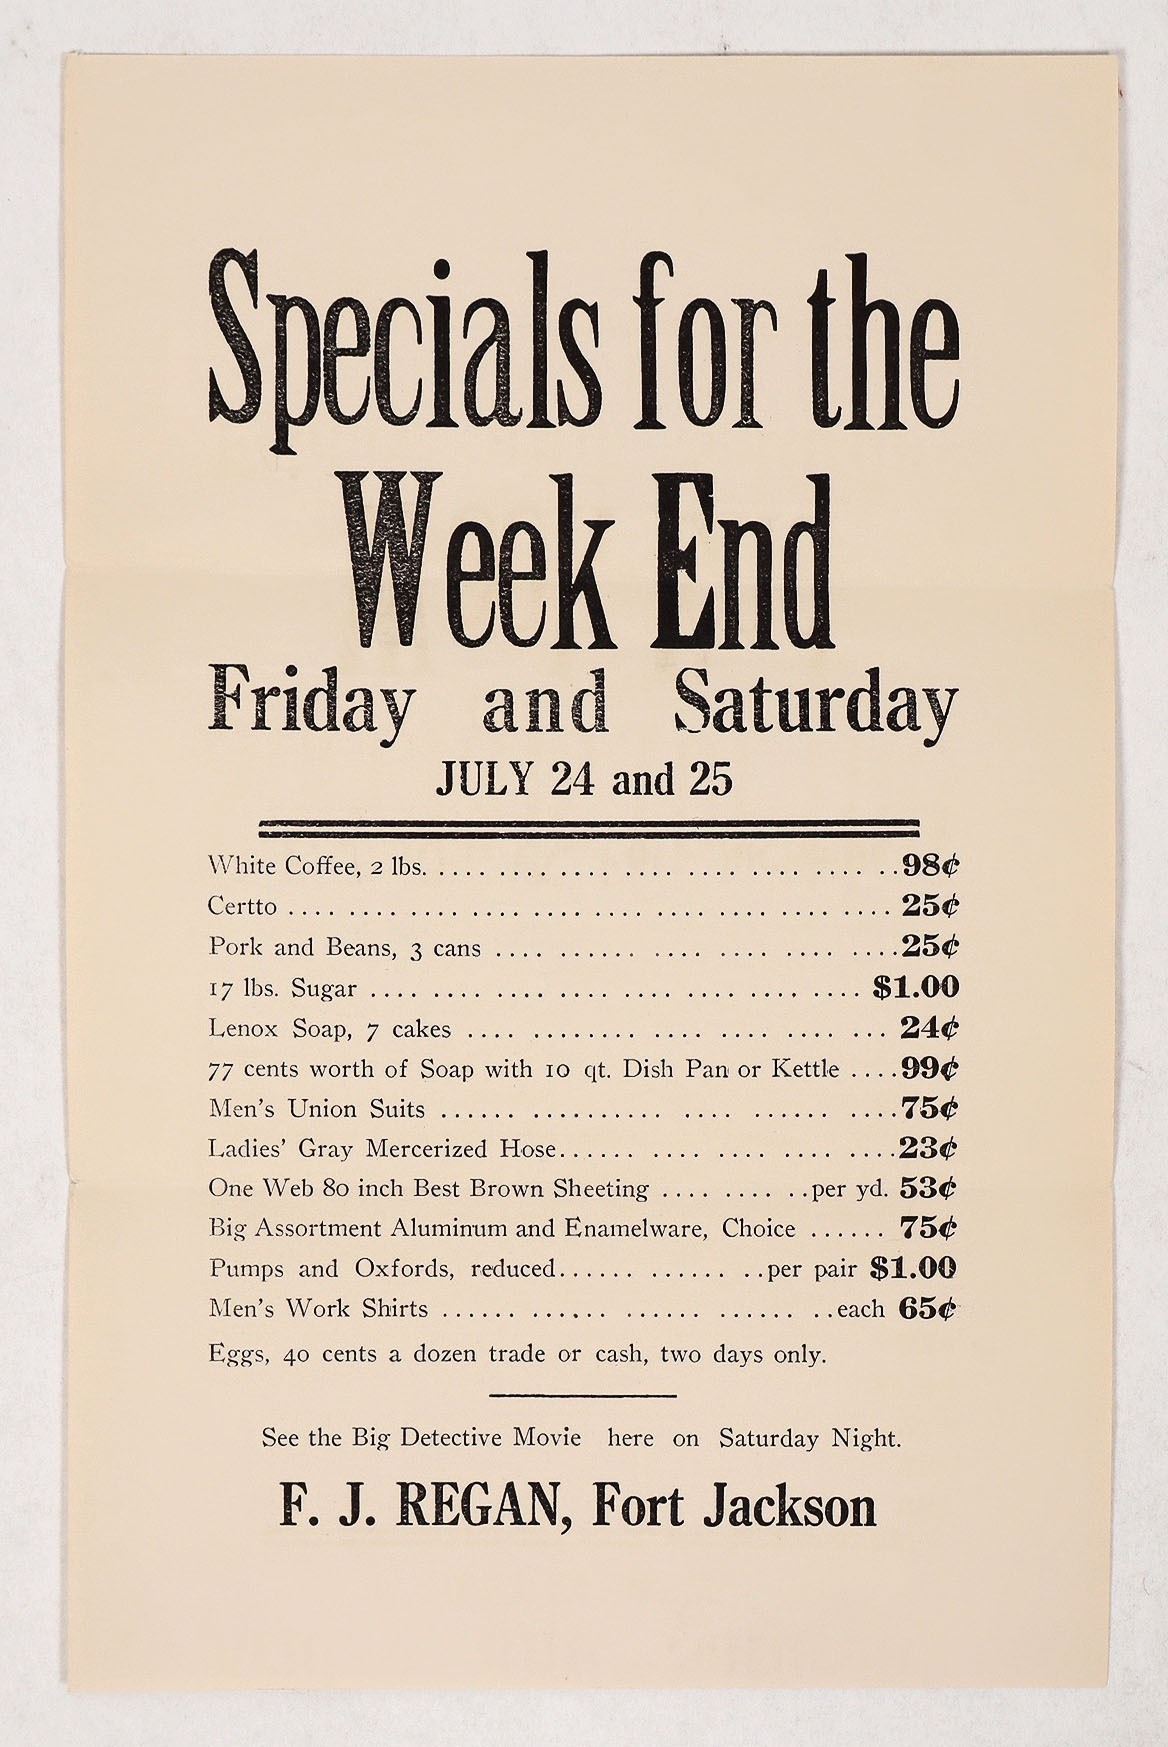 Specials for the
Week End
Friday and Saturday
JULY 24 and 25
White Coffee, 2 lbs. . . . . . . . . . . . . . . . . . . . . . . . . . . . . . . 98¢
Certto . . . . . . . . . . . . . . . . . . . . . . . . . . . . . . . . . . . . . . . . 25¢
Pork and Beans, 3 cans . . . . . . . . . . . . . . . . . . . . . . . . . . . 25¢
17 lbs. Sugar . . . . . . . . . . . . . . . . . . . . . . . . . . . . . . . . $1.00
Lenox Soap, 7 cakes . . . . . . . . . . . . . . . . . . . . . . . . . . . 24¢
77 cents worth of Soap with 10 qt. Dish Pan or Kettle . . . . 99¢
Men's Union Suits . . . . . . . . . . . . . . . . . . . . . . . . . . . . . . 75¢
Ladies' Gray Mercerized Hose. . . . . . . . . . . . . . . . . . . . . . 23¢
One Web 80 inch Best Brown Sheeting . . . . . . . . . . per yd. 53¢
Big Assortment Aluminum and Enamelware, Choice . . . . . . 75¢
Pumps and Oxfords, reduced. . . . . . . . . . . . . . per pair $1.00
Men's Work Shirts . . . . . . . . . . . . . . . . . . . . . . . . . . each 65¢
Eggs, 40 cents a dozen trade or cash, two days only.
See the Big Detective Movie here on Saturday Night.
F. J. REGAN, Fort Jackson